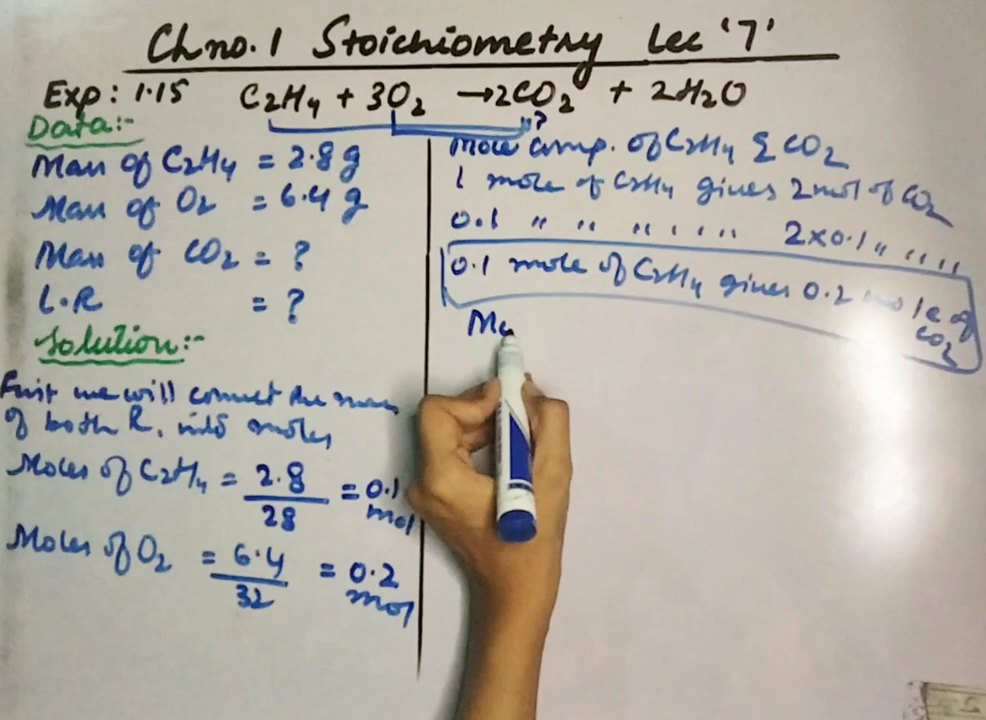 Ch no. 1 Stoichiometry Lec '7'
Exp: 1.15 C2H4 + 3O2 → 2CO2 + 2H2O
?
Data:-
Mass of C2H4 = 2.8 g
Mass of O2 = 6.4 g
Mass of CO2 = ?
L.R = ?
Solution:-
First we will convert the mass
of both R, into moles
Moles of C2H4 = 2.8 / 28 = 0.1 mol
Moles of O2 = 6.4 / 32 = 0.2 mol
Mole comp. of C2H4 & CO2
1 mole of C2H4 gives 2 mol of CO2
0.1 " " " " " " 2×0.1 " " " " "
0.1 mole of C2H4 gives 0.2 mole of
CO2
Mo